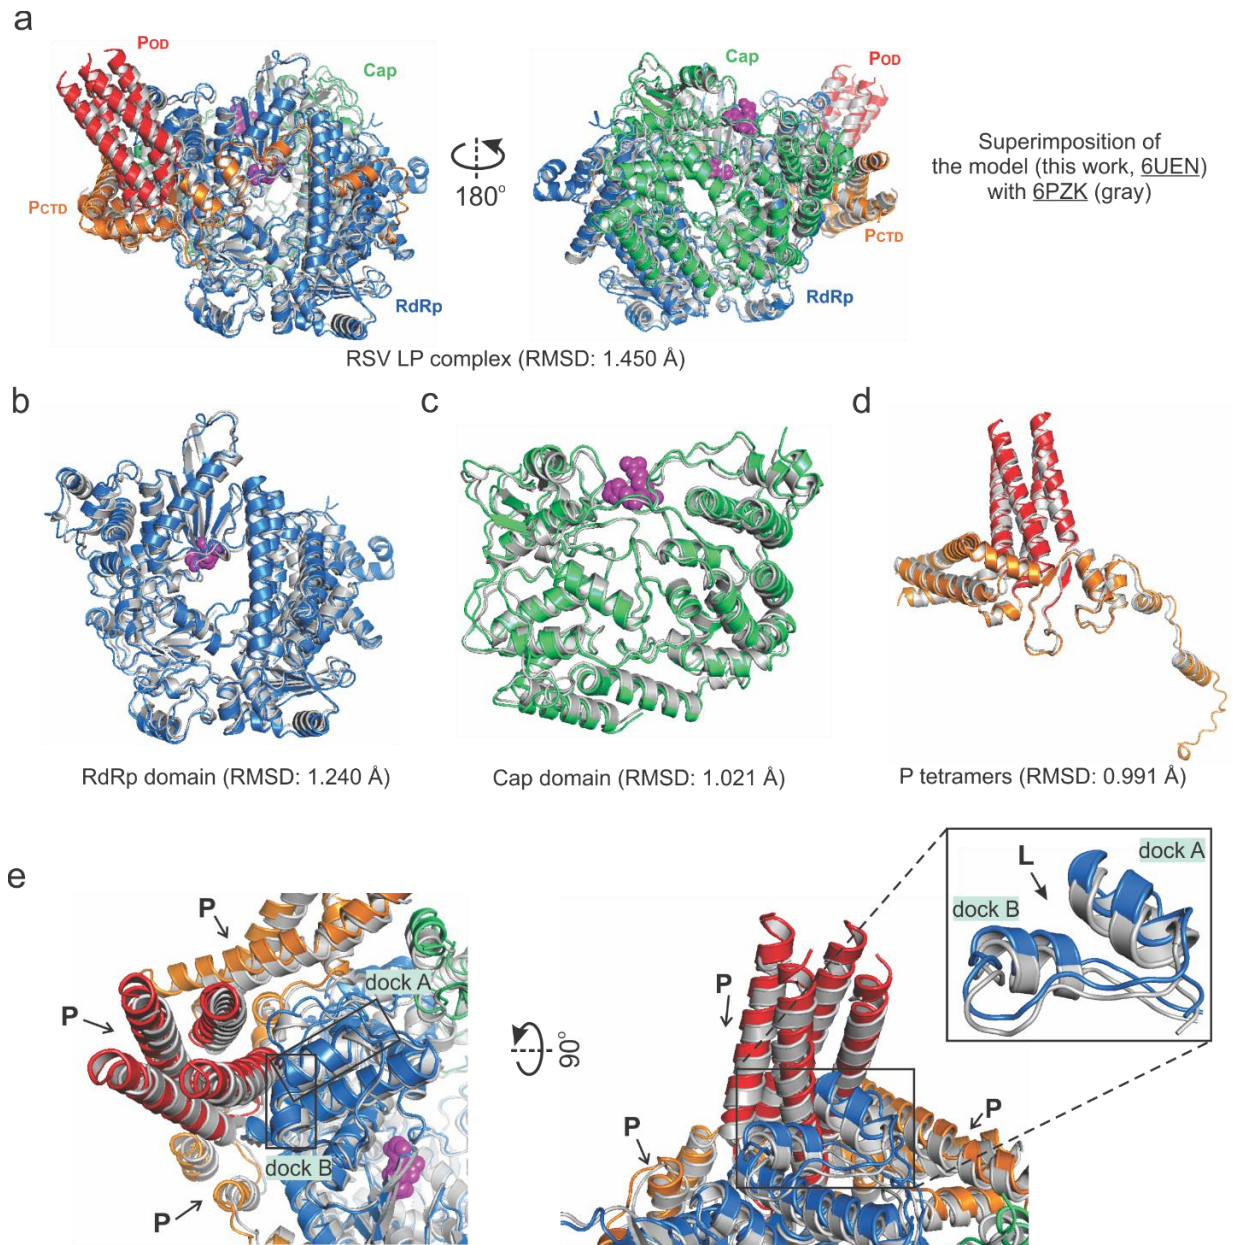 a
POD
Cap
PCTD
RdRp
180°
Cap
POD
PCTD
RdRp
Superimposition of
the model (this work, 6UEN)
with 6PZK (gray)
RSV LP complex (RMSD: 1.450 Å)
b
c
d
RdRp domain (RMSD: 1.240 Å)
Cap domain (RMSD: 1.021 Å)
P tetramers (RMSD: 0.991 Å)
e
P
P
P
dock A
dock B
90°
P
P
P
L
dock A
dock B